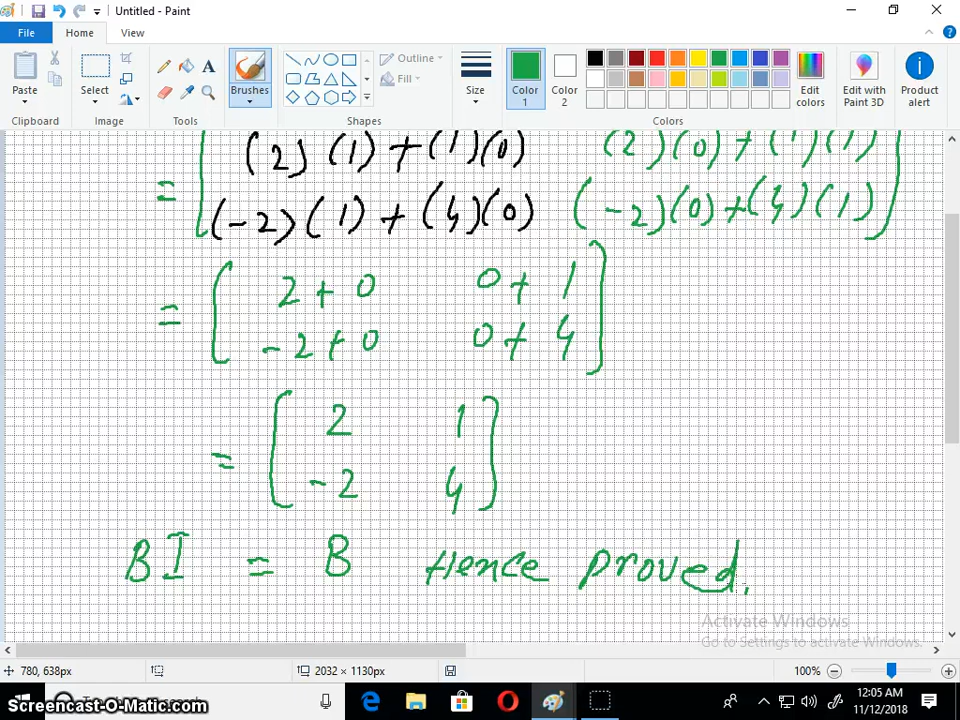 Untitled - Paint
File Home View
Paste Select Brushes Outline Fill Size Color 1 Color 2 Edit colors Edit with Paint 3D Product alert
Clipboard Image Tools Shapes Colors
(2)(1)+(1)(0) (2)(0)+(1)(1)
=
(-2)(1)+(4)(0) (-2)(0)+(4)(1)
2+0 0+1
=
-2+0 0+4
2 1
=
-2 4
BI = B Hence proved.
Activate Windows
Go to Settings to activate Windows.
780, 638px 2032 × 1130px 100%
12:05 AM
Screencast-O-Matic.com
11/12/2018